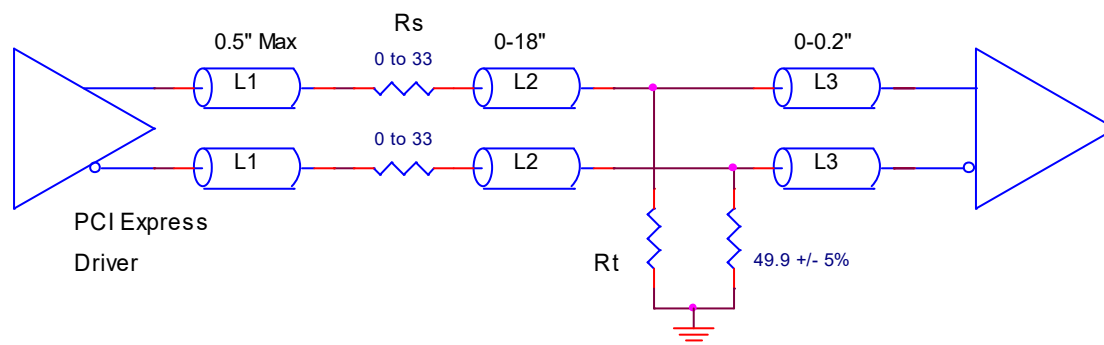 Rs
0.5" Max
0-18"
0-0.2"
0 to 33
L1
L2
L3
0 to 33
L1
L2
L3
PCI Express
Driver
Rt
49.9 +/- 5%